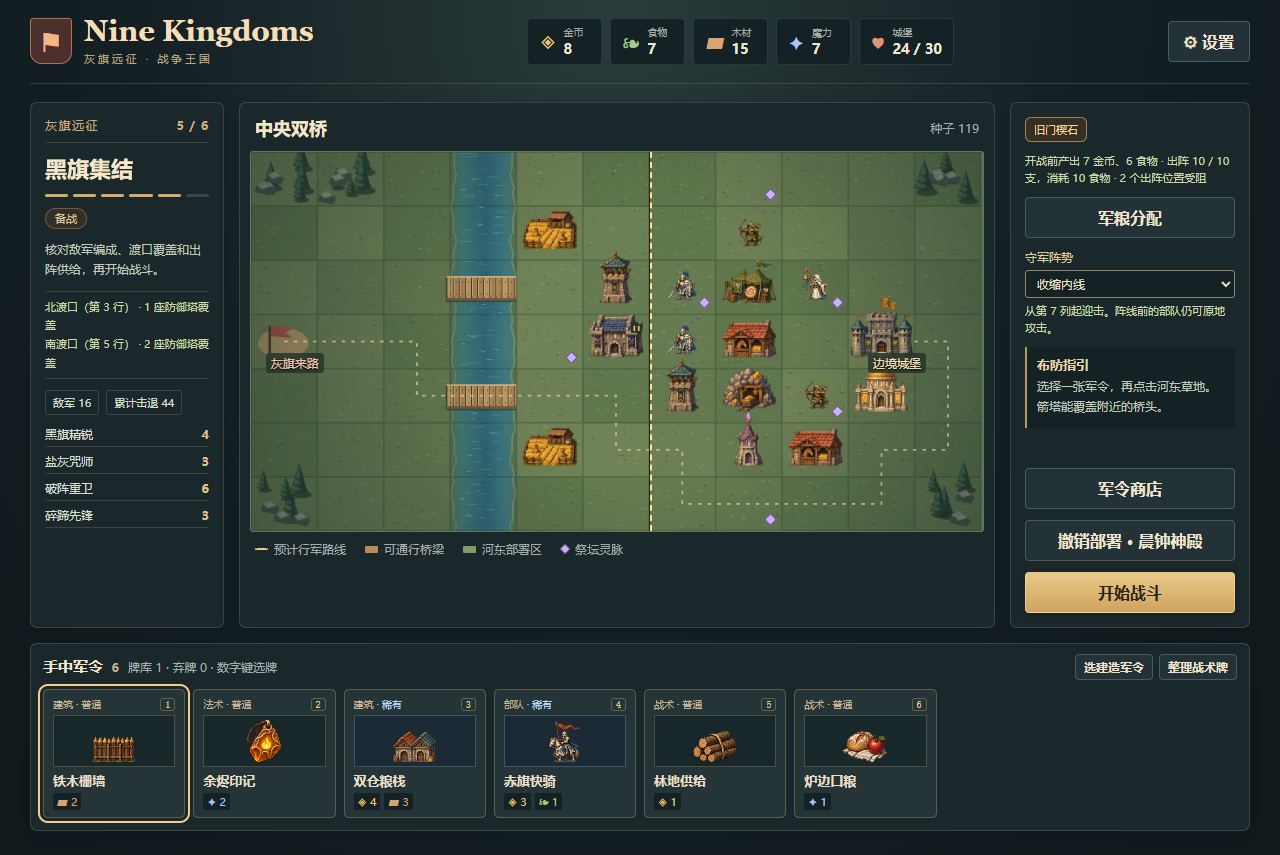 Nine Kingdoms
灰旗远征 · 战争王国
金币
8
食物
7
木材
15
魔力
7
城堡
24 / 30
设置
灰旗远征
5 / 6
黑旗集结
备战
核对敌军编成、渡口覆盖和出
阵供给，再开始战斗。
北渡口（第 3 行） · 1 座防御塔覆
盖
南渡口（第 5 行） · 2 座防御塔覆
盖
敌军 16
累计击退 44
黑旗精锐
4
盐灰咒师
3
破阵重卫
6
碎蹄先锋
3
中央双桥
种子 119
灰旗来路
边境城堡
预计行军路线
可通行桥梁
河东部署区
祭坛灵脉
旧门楔石
开战前产出 7 金币、6 食物 · 出阵 10 / 10
支，消耗 10 食物 · 2 个出阵位置受阻
军粮分配
守军阵势
收缩内线
从第 7 列起迎击。阵线前的部队仍可原地
攻击。
布防指引
选择一张军令，再点击河东草地。
箭塔能覆盖附近的桥头。
军令商店
撤销部署 • 晨钟神殿
开始战斗
手中军令 6 牌库 1 · 弃牌 0 · 数字键选牌
选建造军令
整理战术牌
建筑 · 普通
1
铁木栅墙
2
法术 · 普通
2
余烬印记
2
建筑 · 稀有
3
双仓粮栈
4
3
部队 · 稀有
4
赤旗快骑
3
1
战术 · 普通
5
林地供给
1
战术 · 普通
6
炉边口粮
1